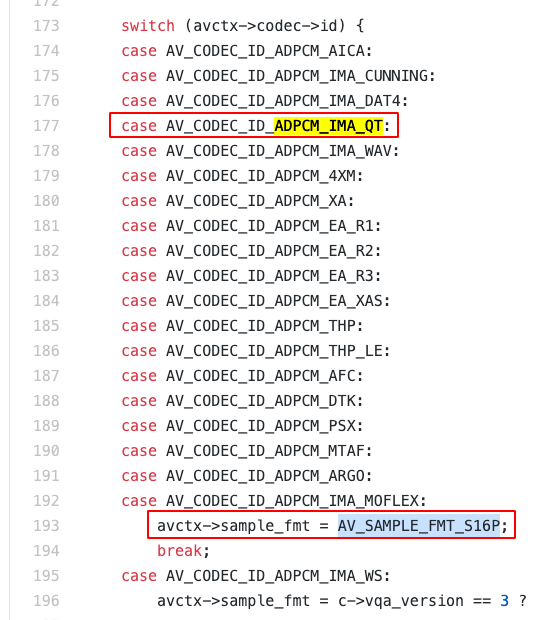 172
173 switch (avctx->codec->id) {
174 case AV_CODEC_ID_ADPCM_AICA:
175 case AV_CODEC_ID_ADPCM_IMA_CUNNING:
176 case AV_CODEC_ID_ADPCM_IMA_DAT4:
177 case AV_CODEC_ID_ADPCM_IMA_QT:
178 case AV_CODEC_ID_ADPCM_IMA_WAV:
179 case AV_CODEC_ID_ADPCM_4XM:
180 case AV_CODEC_ID_ADPCM_XA:
181 case AV_CODEC_ID_ADPCM_EA_R1:
182 case AV_CODEC_ID_ADPCM_EA_R2:
183 case AV_CODEC_ID_ADPCM_EA_R3:
184 case AV_CODEC_ID_ADPCM_EA_XAS:
185 case AV_CODEC_ID_ADPCM_THP:
186 case AV_CODEC_ID_ADPCM_THP_LE:
187 case AV_CODEC_ID_ADPCM_AFC:
188 case AV_CODEC_ID_ADPCM_DTK:
189 case AV_CODEC_ID_ADPCM_PSX:
190 case AV_CODEC_ID_ADPCM_MTAF:
191 case AV_CODEC_ID_ADPCM_ARGO:
192 case AV_CODEC_ID_ADPCM_IMA_MOFLEX:
193 avctx->sample_fmt = AV_SAMPLE_FMT_S16P;
194 break;
195 case AV_CODEC_ID_ADPCM_IMA_WS:
196 avctx->sample_fmt = c->vqa_version == 3 ?